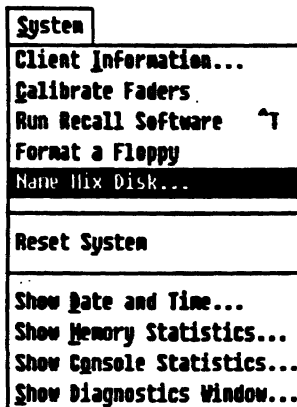 System
Client Information...
Calibrate Faders
Run Recall Software ^T
Format a Floppy
Name Mix Disk...
Reset System
Show Date and Time...
Show Memory Statistics...
Show Console Statistics...
Show Diagnostics Window...